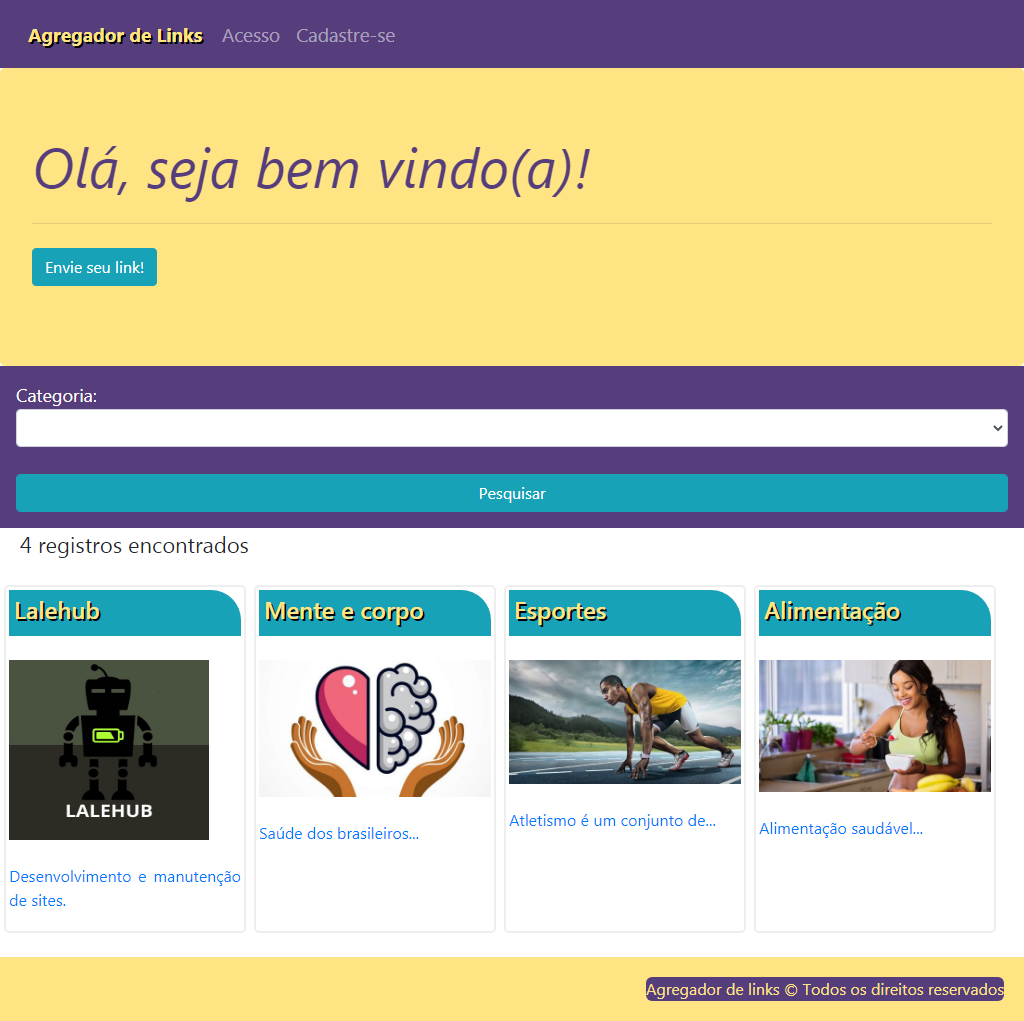 Agregador de Links Acesso Cadastre-se
Olá, seja bem vindo(a)!
Envie seu link!
Categoria:
Pesquisar
4 registros encontrados
Lalehub
LALEHUB
Desenvolvimento e manutenção
de sites.
Mente e corpo
Saúde dos brasileiros...
Esportes
Atletismo é um conjunto de...
Alimentação
Alimentação saudável...
Agregador de links © Todos os direitos reservados